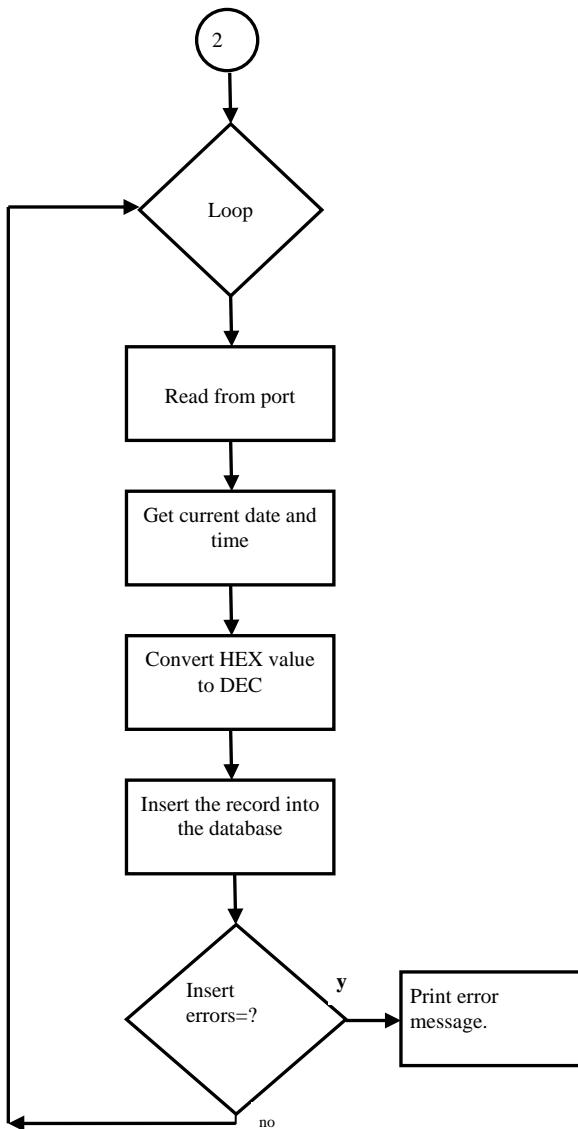 2
Loop
Read from port
Get current date and
time
Convert HEX value
to DEC
Insert the record into
the database
Insert
errors=?
y
Print error
message.
no